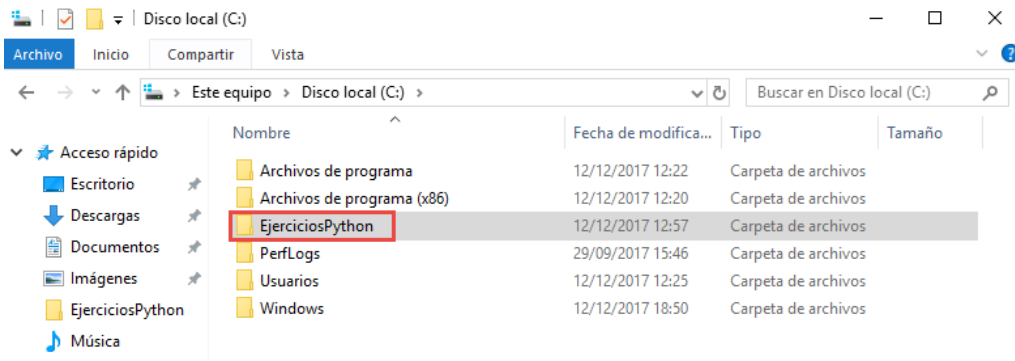 Disco local (C:)
Archivo Inicio Compartir Vista
Este equipo > Disco local (C:) > Buscar en Disco local (C:)
Nombre Fecha de modifica... Tipo Tamaño
Acceso rápido
Archivos de programa 12/12/2017 12:22 Carpeta de archivos
Escritorio
Archivos de programa (x86) 12/12/2017 12:20 Carpeta de archivos
Descargas
EjerciciosPython 12/12/2017 12:57 Carpeta de archivos
Documentos
PerfLogs 29/09/2017 15:46 Carpeta de archivos
Imágenes
Usuarios 12/12/2017 12:25 Carpeta de archivos
EjerciciosPython
Windows 12/12/2017 18:50 Carpeta de archivos
Música